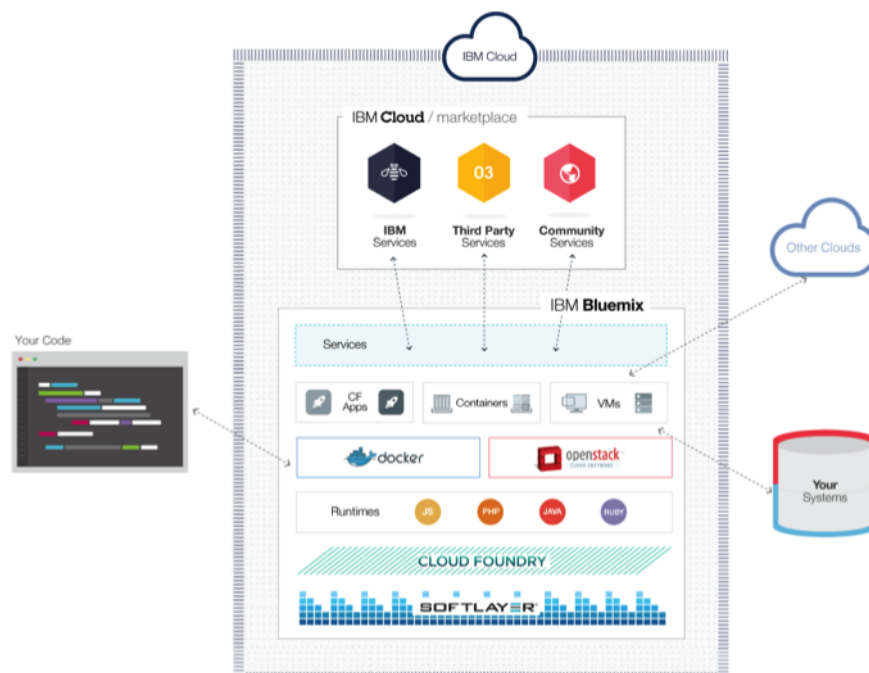 IBM Cloud
IBM Cloud / marketplace
03
IBM
Services
Third Party
Services
Community
Services
Other Clouds
IBM Bluemix
Your Code
Services
CF
Apps
Containers
VMs
docker
openstack
CLOUD SOFTWARE
Your
Systems
Runtimes
JS
PHP
JAVA
RUBY
CLOUD FOUNDRY
SOFTLAYER